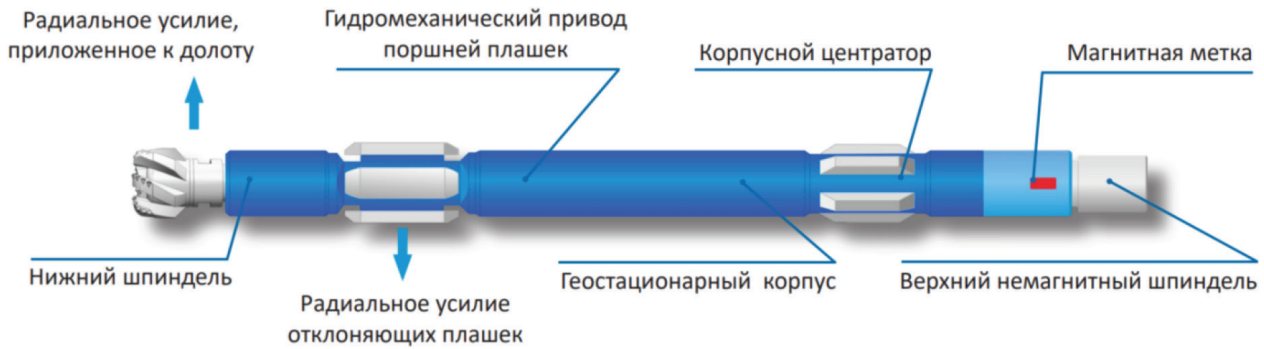 Радиальное усилие,
приложенное к долоту
Гидромеханический привод
поршней плашек
Корпусной центратор
Магнитная метка
Нижний шпиндель
Радиальное усилие
отклоняющих плашек
Геостационарный корпус
Верхний немагнитный шпиндель